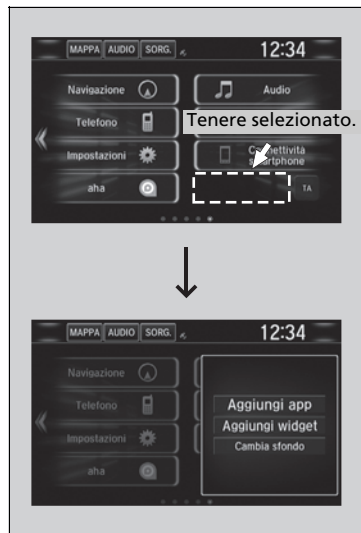 MAPPA AUDIO SORG. 12:34
Navigazione Audio
Telefono
Tenere selezionato.
Impostazioni Connettività
smartphone
aha TA
MAPPA AUDIO SORG. 12:34
Navigazione
Telefono
Impostazioni
aha
Aggiungi app
Aggiungi widget
Cambia sfondo